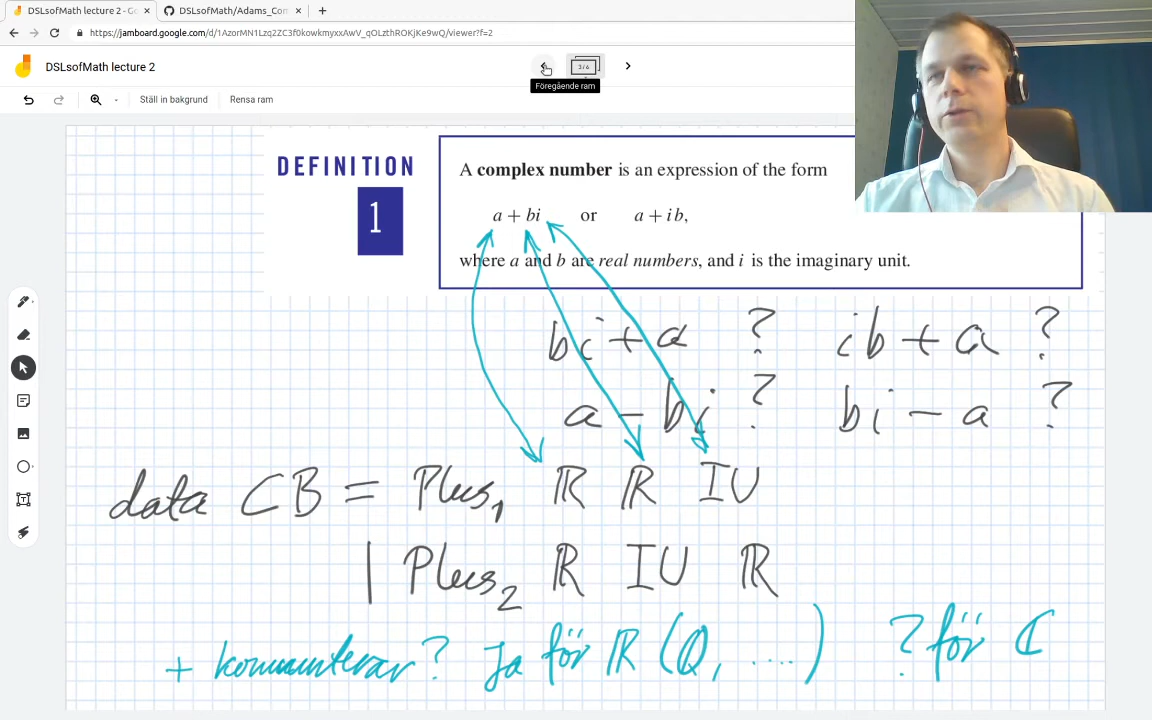 DSLsofMath lecture 2 - Go
DSLsofMath/Adams_Con
https://jamboard.google.com/d/1AzorMN1Lzq2ZC3f0kowkmyxxAwV_qOLzthROKjKe9wQ/viewer?f=2
DSLsofMath lecture 2
3/6
Föregående ram
Ställ in bakgrund
Rensa ram
DEFINITION
1
A complex number is an expression of the form
a + bi or a + ib,
where a and b are real numbers, and i is the imaginary unit.
bi + a ? ib + a ?
a - bi ? bi - a ?
data CB = Plus₁ ℝ ℝ IU
| Plus₂ ℝ IU ℝ
+ kommuterar? Ja för ℝ (Q, ....) ? för ℂ